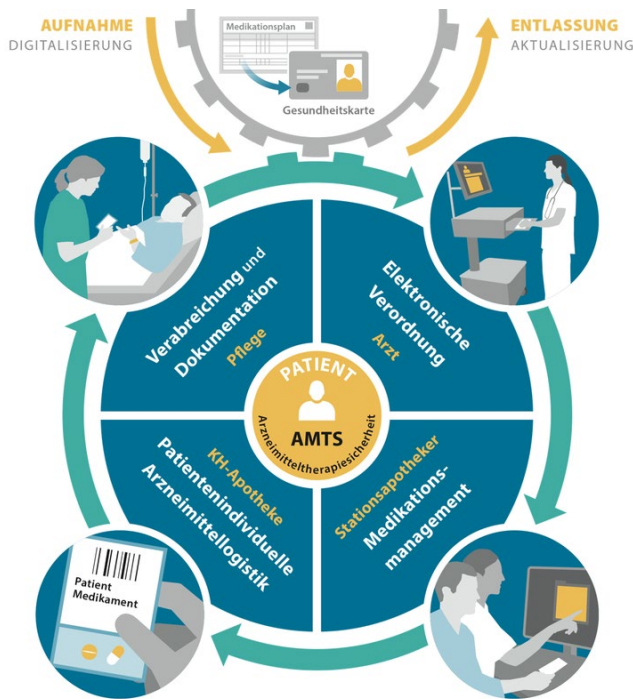 AUFNAHME
DIGITALISIERUNG
Medikationsplan
Gesundheitskarte
ENTLASSUNG
AKTUALISIERUNG
Verabreichung und
Dokumentation
Pflege
Elektronische
Verordnung
Arzt
PATIENT
AMTS
Arzneimitteltherapiesicherheit
KH-Apotheke
Patientenindividuelle
Arzneimittellogistik
Stationsapotheker
Medikations-
management
Patient
Medikament